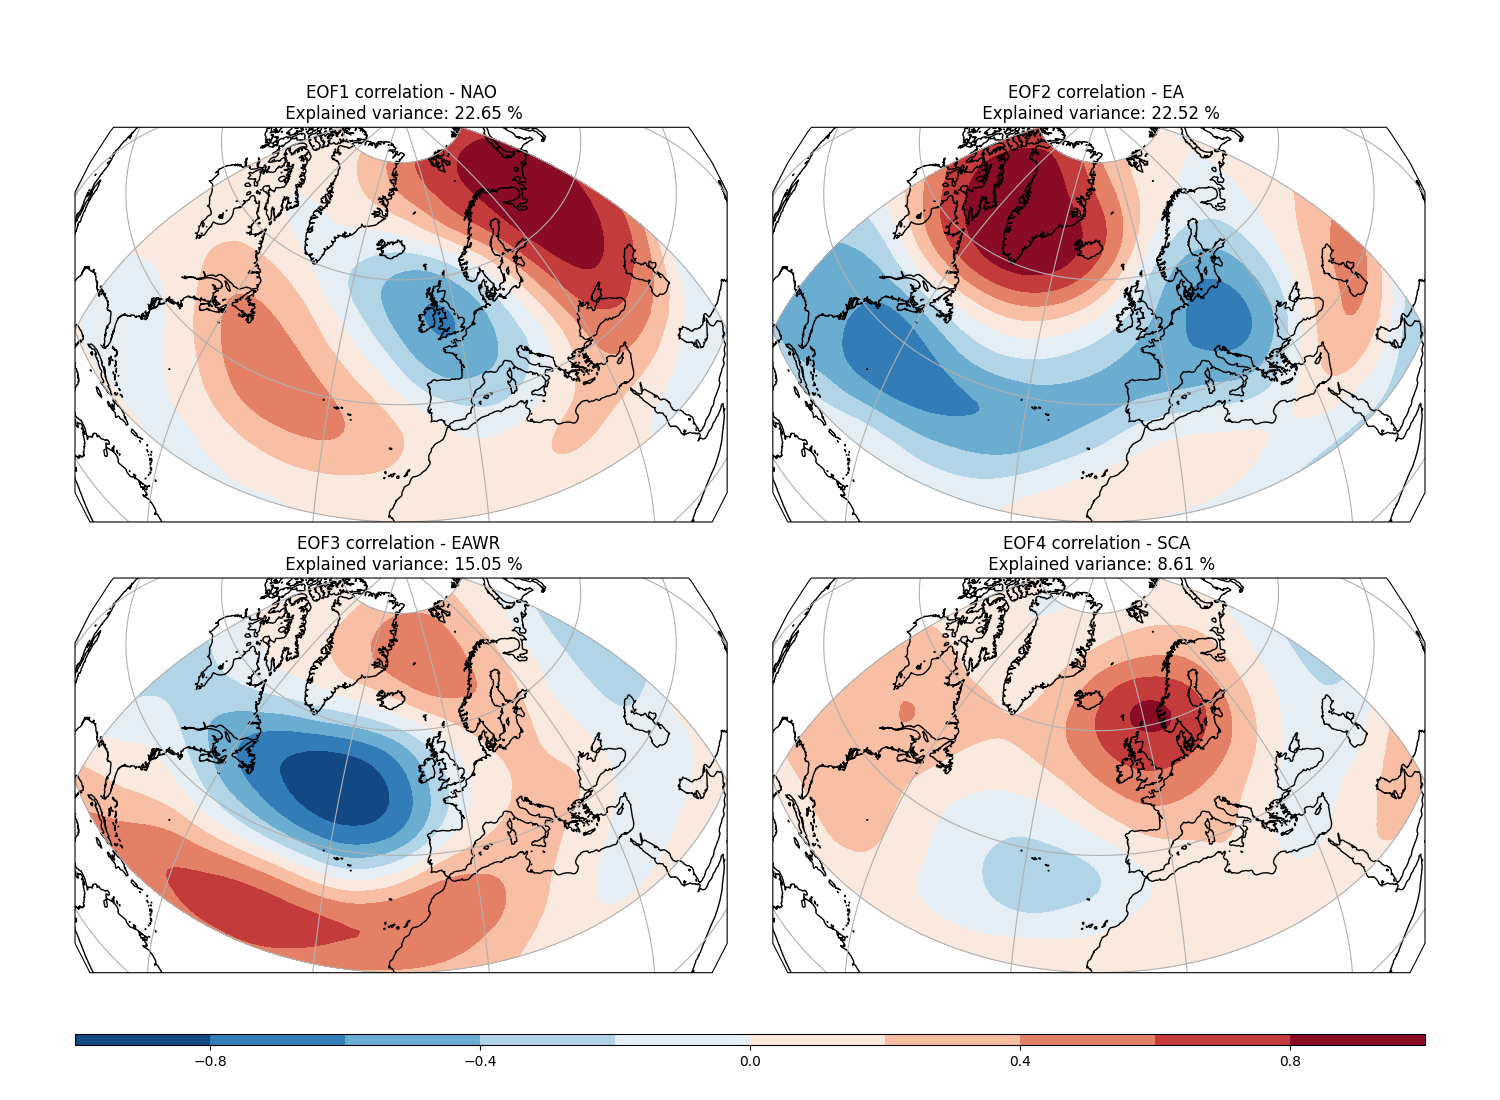 EOF1 correlation - NAO
Explained variance: 22.65 %
EOF2 correlation - EA
Explained variance: 22.52 %
EOF3 correlation - EAWR
Explained variance: 15.05 %
EOF4 correlation - SCA
Explained variance: 8.61 %
−0.8 −0.4 0.0 0.4 0.8